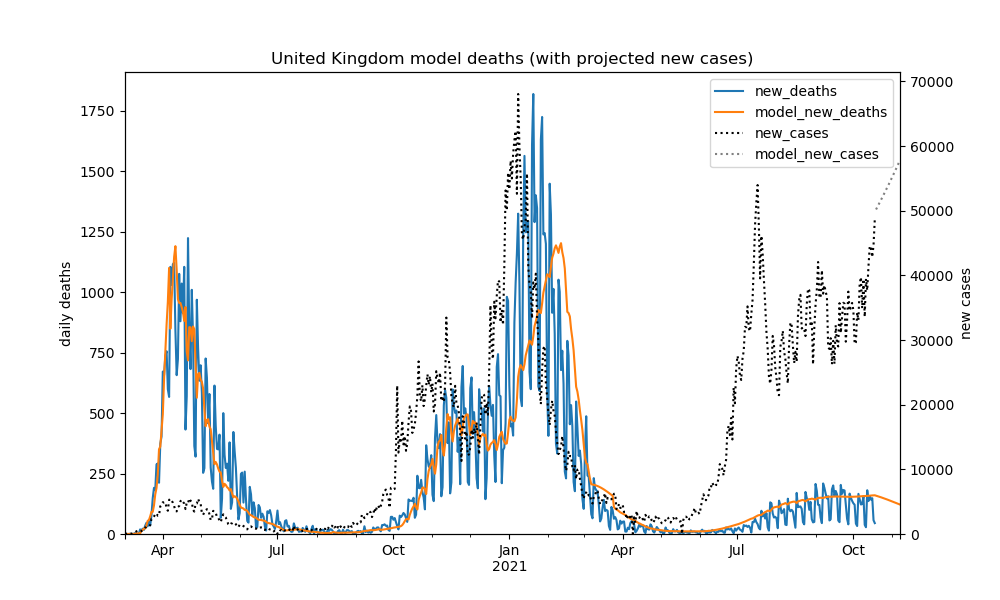 United Kingdom model deaths (with projected new cases)
new_deaths
model_new_deaths
new_cases
model_new_cases
daily deaths
1750
1500
1250
1000
750
500
250
0
new cases
70000
60000
50000
40000
30000
20000
10000
0
Apr
Jul
Oct
Jan
Apr
Jul
Oct
2021